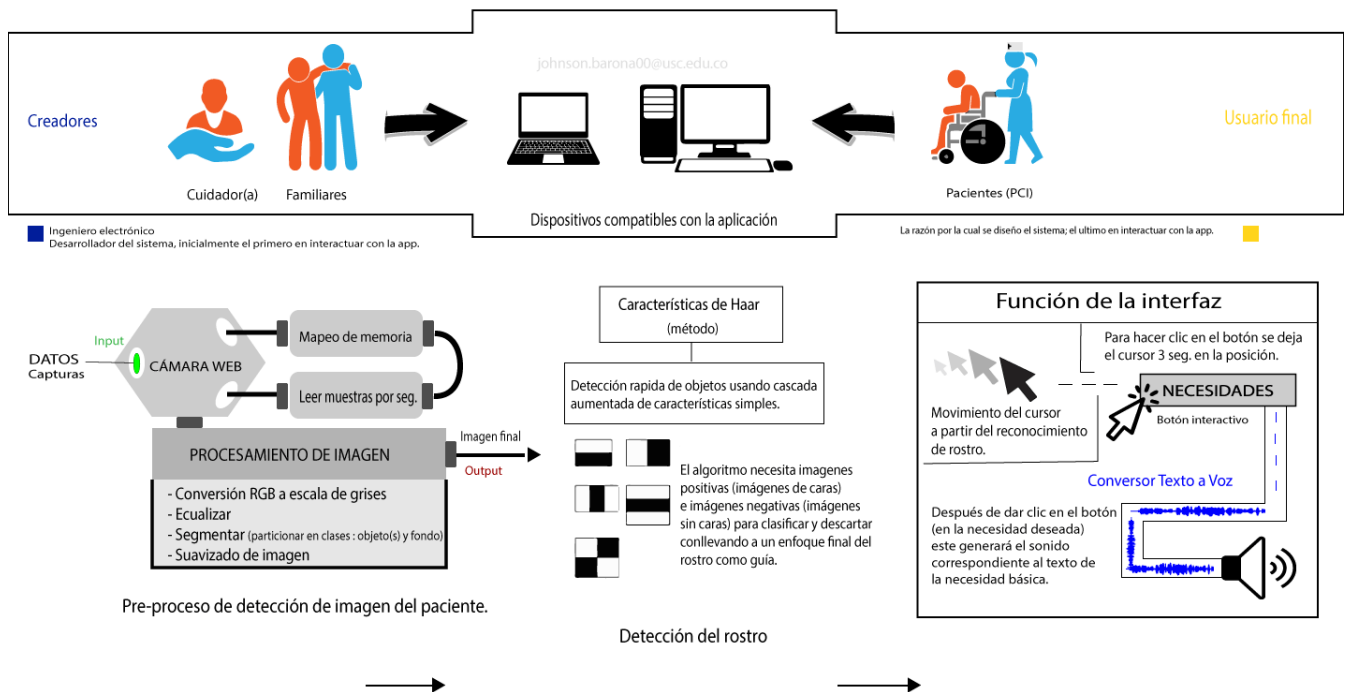 johnson.barona00@usc.edu.co
Creadores
Usuario final
Cuidador(a)
Familiares
Pacientes (PCI)
Dispositivos compatibles con la aplicación
Ingeniero electrónico
Desarrollador del sistema, inicialmente el primero en interactuar con la app.
La razón por la cual se diseño el sistema; el ultimo en interactuar con la app.
Input
DATOS
Capturas
CÁMARA WEB
Mapeo de memoria
Leer muestras por seg.
PROCESAMIENTO DE IMAGEN
Imagen final
Output
- Conversión RGB a escala de grises
- Ecualizar
- Segmentar (particionar en clases : objeto(s) y fondo)
- Suavizado de imagen
Pre-proceso de detección de imagen del paciente.
Características de Haar
(método)
Detección rapida de objetos usando cascada
aumentada de características simples.
El algoritmo necesita imagenes
positivas (imágenes de caras)
e imágenes negativas (imágenes
sin caras) para clasificar y descartar
conllevando a un enfoque final del
rostro como guía.
Detección del rostro
Función de la interfaz
Para hacer clic en el botón se deja
el cursor 3 seg. en la posición.
NECESIDADES
Botón interactivo
Movimiento del cursor
a partir del reconocimiento
de rostro.
Conversor Texto a Voz
Después de dar clic en el botón
(en la necesidad deseada)
este generará el sonido
correspondiente al texto de
la necesidad básica.